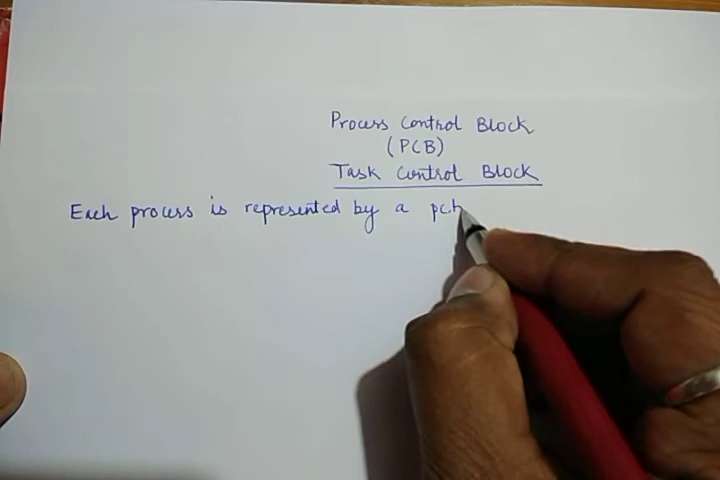 Process Control Block
(PCB)
Task Control Block
Each process is represented by a pcb